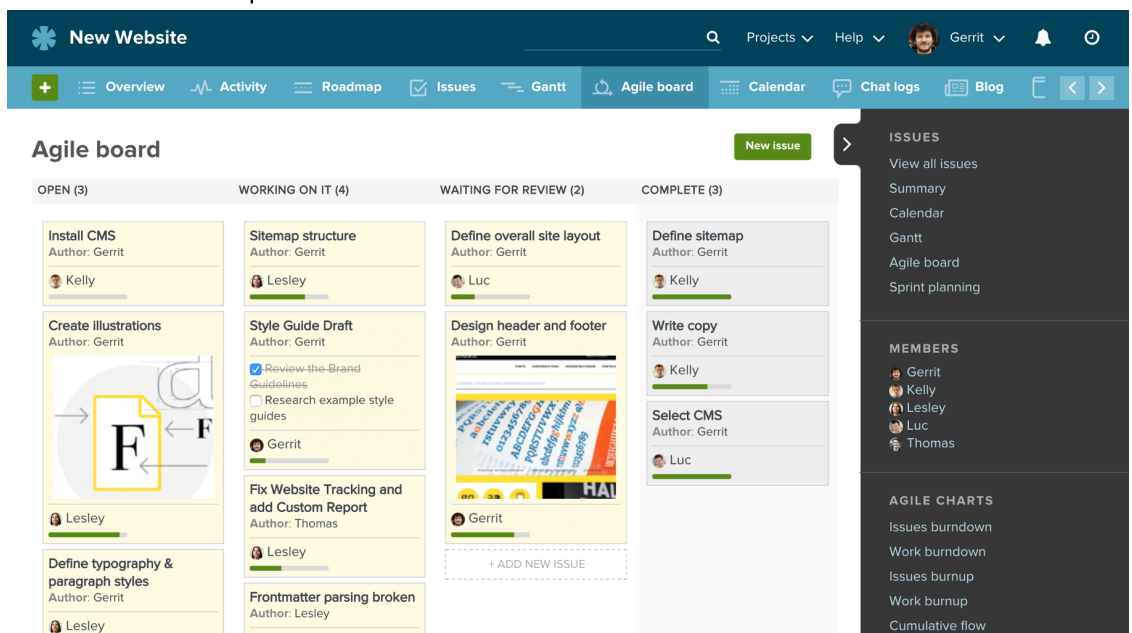 New Website
Projects
Help
Gerrit
+
Overview
Activity
Roadmap
Issues
Gantt
Agile board
Calendar
Chat logs
Blog
Agile board
New issue
OPEN (3)
WORKING ON IT (4)
WAITING FOR REVIEW (2)
COMPLETE (3)
Install CMS
Author: Gerrit
Kelly
Create illustrations
Author: Gerrit
d
F
F
Lesley
Define typography &
paragraph styles
Author: Gerrit
Lesley
Sitemap structure
Author: Gerrit
Lesley
Style Guide Draft
Author: Gerrit
Review the Brand
Guidelines
Research example style
guides
Gerrit
Fix Website Tracking and
add Custom Report
Author: Thomas
Lesley
Frontmatter parsing broken
Author: Lesley
Define overall site layout
Author: Gerrit
Luc
Design header and footer
Author: Gerrit
Gerrit
+ ADD NEW ISSUE
Define sitemap
Author: Gerrit
Kelly
Write copy
Author: Gerrit
Kelly
Select CMS
Author: Gerrit
Luc
ISSUES
View all issues
Summary
Calendar
Gantt
Agile board
Sprint planning
MEMBERS
Gerrit
Kelly
Lesley
Luc
Thomas
AGILE CHARTS
Issues burndown
Work burndown
Issues burnup
Work burnup
Cumulative flow